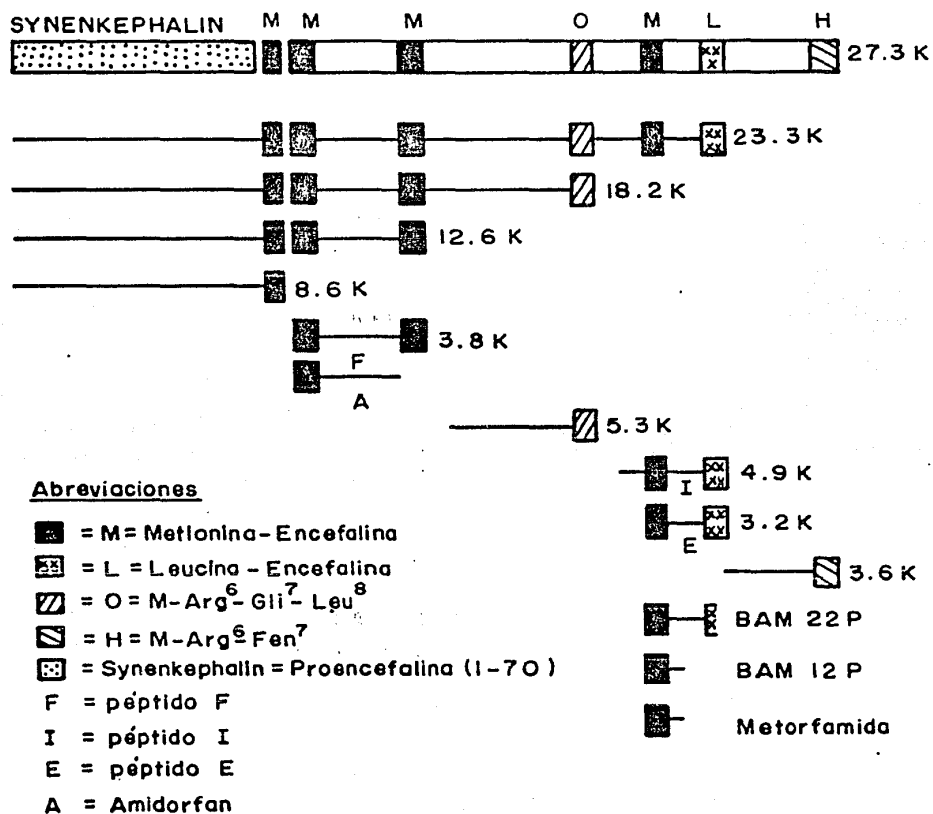 SYNENKEPHALIN M M M O M L H
27.3 K
23.3 K
18.2 K
12.6 K
8.6 K
3.8 K
F
A
5.3 K
4.9 K
I
3.2 K
E
3.6 K
BAM 22 P
BAM 12 P
Metorfamida
Abreviaciones
= M = Metionina-Encefalina
= L = Leucina - Encefalina
= O = M-Arg⁶-Gli⁷-Leu⁸
= H = M-Arg⁶Fen⁷
= Synenkephalin = Proencefalina (1-70)
F = péptido F
I = péptido I
E = péptido E
A = Amidorfan